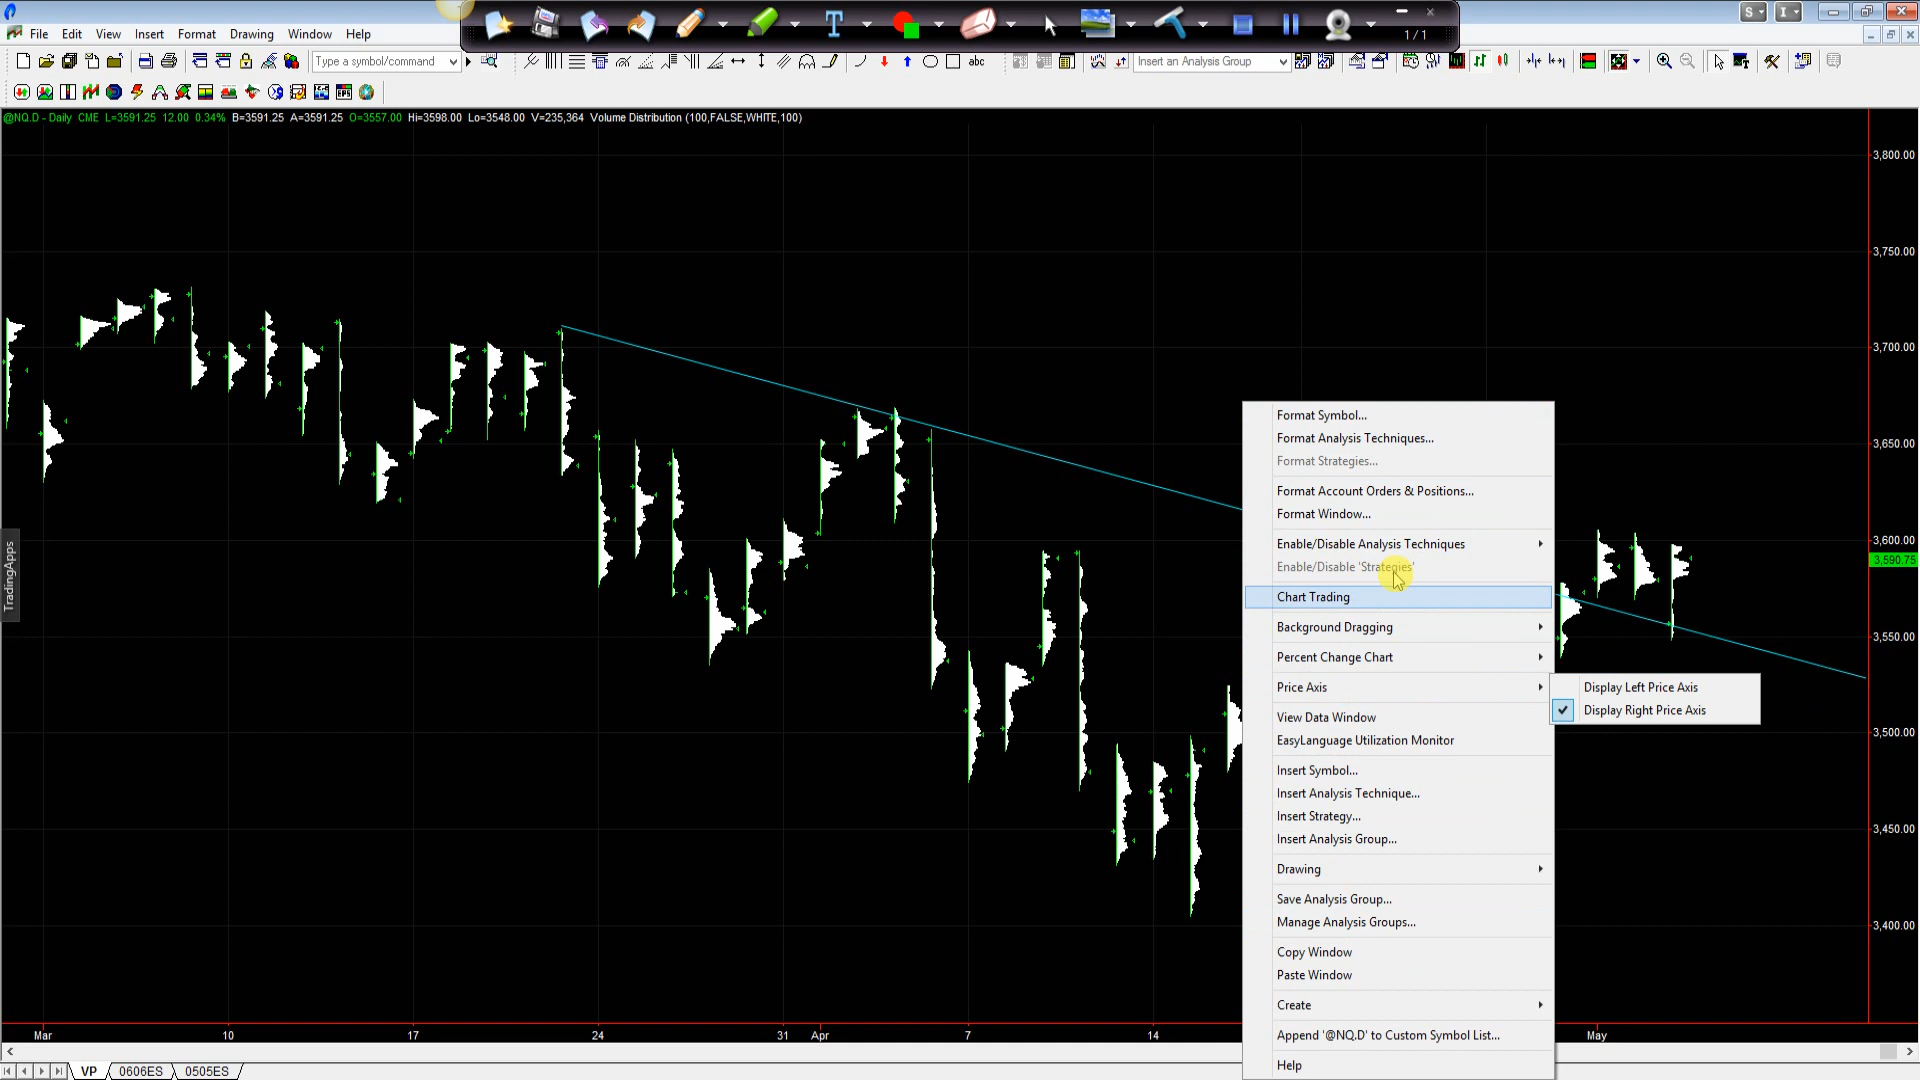 S
I
File Edit View Insert Format Drawing Window Help
1 / 1
Type a symbol/command
abc
Insert an Analysis Group
@NQ.D - Daily CME L=3591.25 12.00 0.34% B=3591.25 A=3591.25 O=3557.00 Hi=3598.00 Lo=3548.00 V=235,364 Volume Distribution (100,FALSE,WHITE,100)
3,800.00
3,750.00
3,700.00
3,650.00
3,600.00
3,590.75
3,550.00
3,500.00
3,450.00
3,400.00
TradingApps
Format Symbol...
Format Analysis Techniques...
Format Strategies...
Format Account Orders & Positions...
Format Window...
Enable/Disable Analysis Techniques
Enable/Disable 'Strategies'
Chart Trading
Background Dragging
Percent Change Chart
Price Axis
Display Left Price Axis
Display Right Price Axis
View Data Window
EasyLanguage Utilization Monitor
Insert Symbol...
Insert Analysis Technique...
Insert Strategy...
Insert Analysis Group...
Drawing
Save Analysis Group...
Manage Analysis Groups...
Copy Window
Paste Window
Create
Append '@NQ.D' to Custom Symbol List...
Help
Mar 10 17 24 31 Apr 7 14 May
VP 0606ES 0505ES